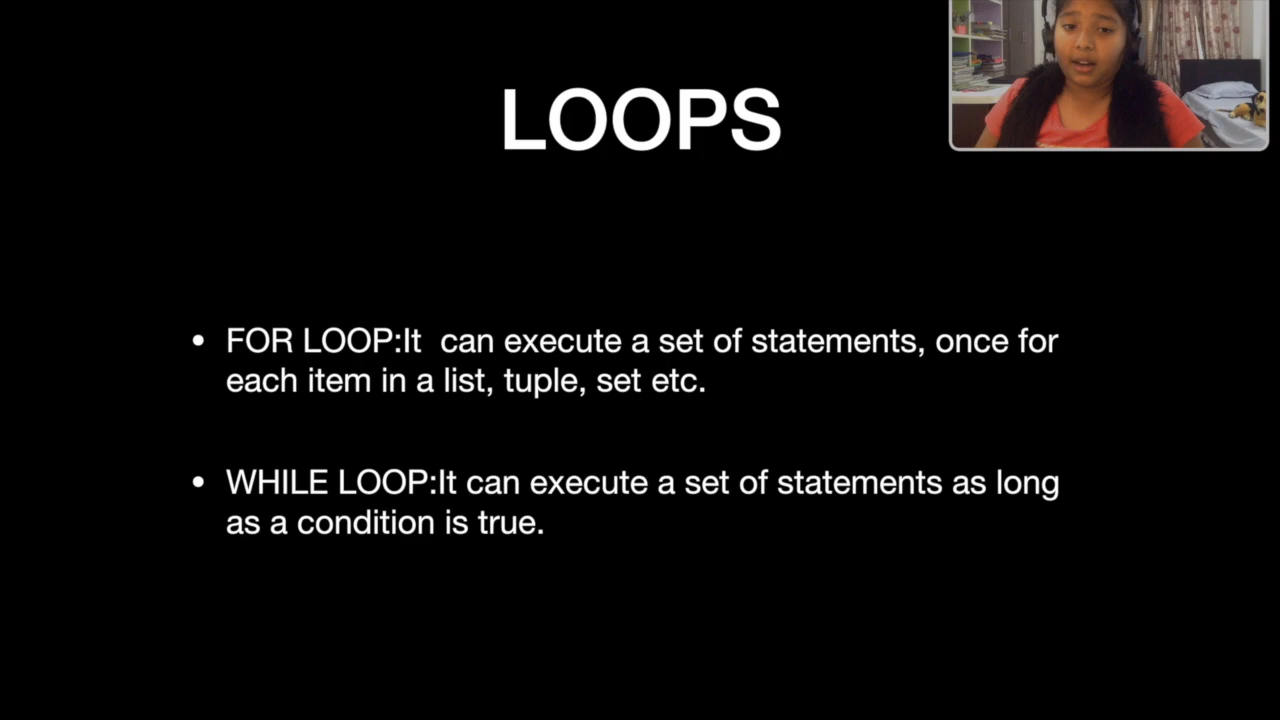 LOOPS
• FOR LOOP:It  can execute a set of statements, once for
each item in a list, tuple, set etc.
• WHILE LOOP:It can execute a set of statements as long
as a condition is true.